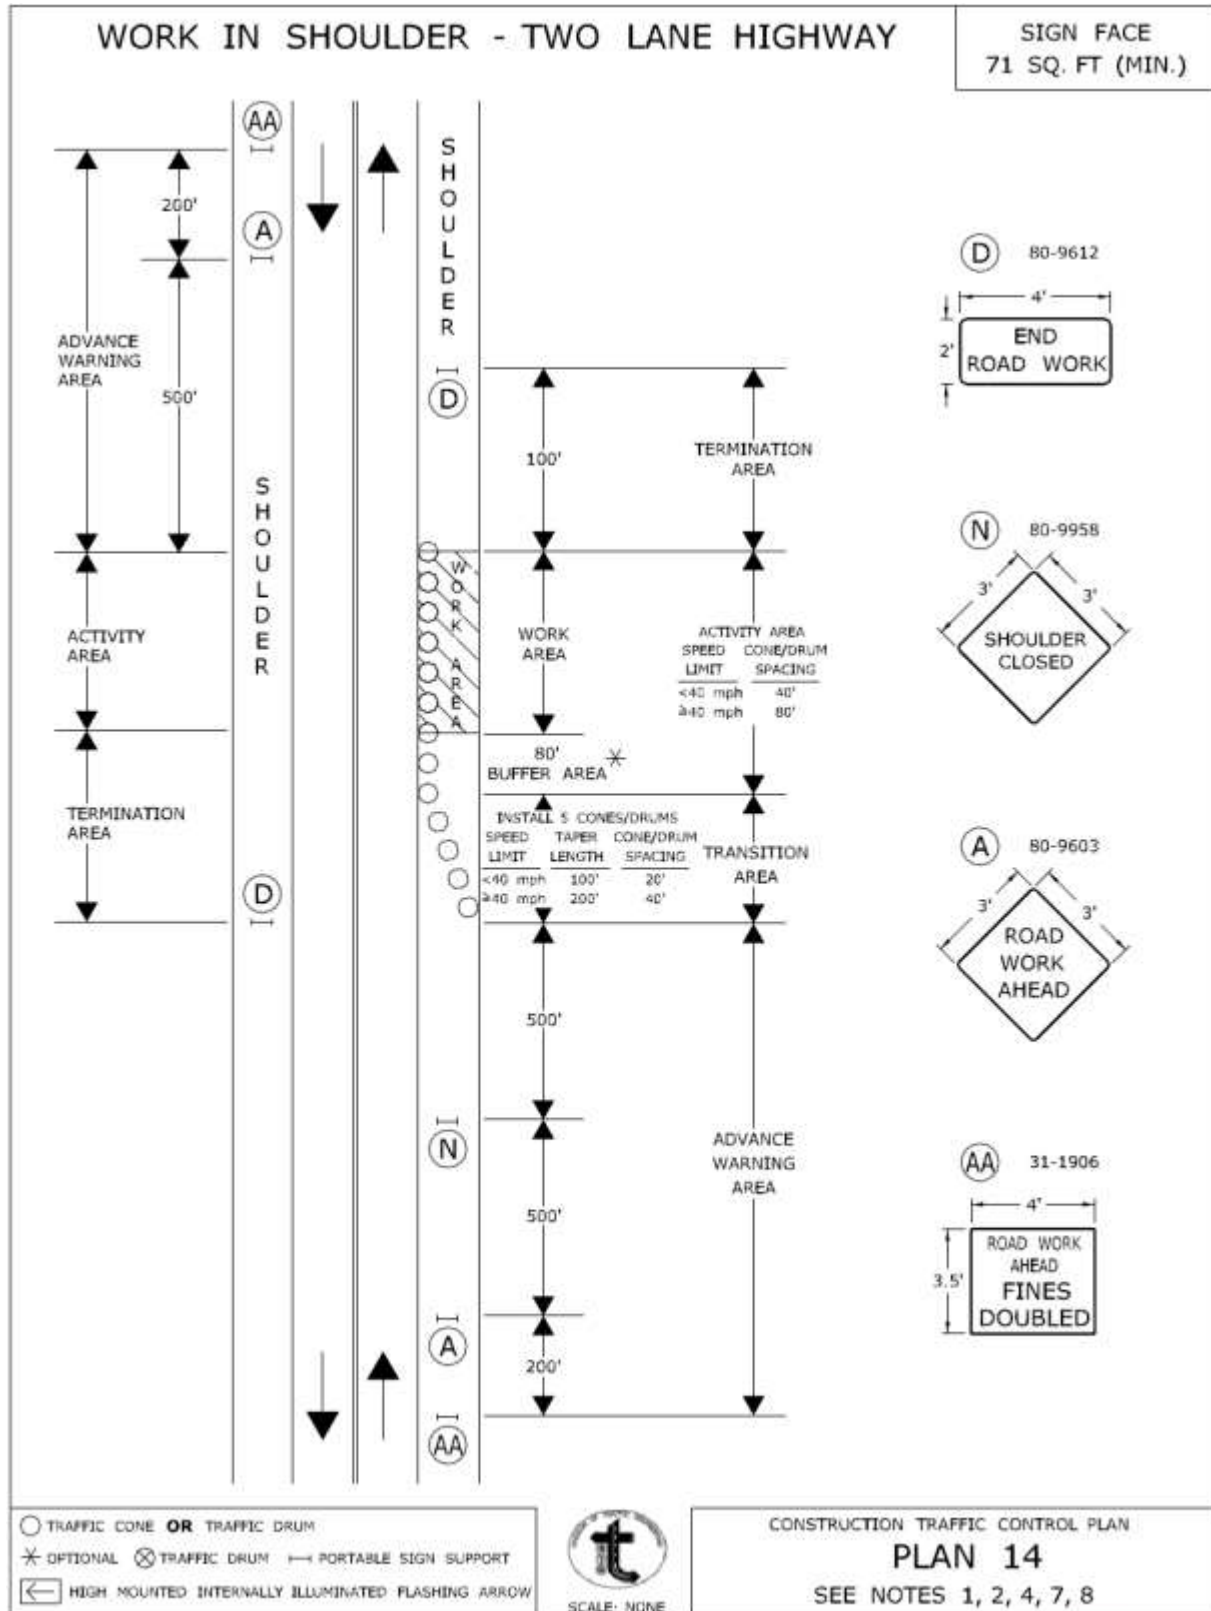 WORK IN SHOULDER - TWO LANE HIGHWAY
SIGN FACE
71 SQ. FT (MIN.)
AA
200'
A
ADVANCE
WARNING
AREA
500'
SHOULDER
ACTIVITY
AREA
TERMINATION
AREA
D
SHOULDER
D
100'
TERMINATION
AREA
WORK AREA
WORK
AREA
ACTIVITY AREA
SPEED CONE/DRUM
LIMIT SPACING
<40 mph 40'
≥40 mph 80'
80'
BUFFER AREA *
INSTALL 5 CONES/DRUMS
SPEED TAPER CONE/DRUM
LIMIT LENGTH SPACING
<40 mph 100' 20'
≥40 mph 200' 40'
TRANSITION
AREA
500'
N
500'
ADVANCE
WARNING
AREA
A
200'
AA
D 80-9612
4'
2'
END
ROAD WORK
N 80-9958
3' 3'
SHOULDER
CLOSED
A 80-9603
3' 3'
ROAD
WORK
AHEAD
AA 31-1906
4'
3.5'
ROAD WORK
AHEAD
FINES
DOUBLED
TRAFFIC CONE OR TRAFFIC DRUM
* OPTIONAL TRAFFIC DRUM PORTABLE SIGN SUPPORT
HIGH MOUNTED INTERNALLY ILLUMINATED FLASHING ARROW
SCALE: NONE
CONSTRUCTION TRAFFIC CONTROL PLAN
PLAN 14
SEE NOTES 1, 2, 4, 7, 8